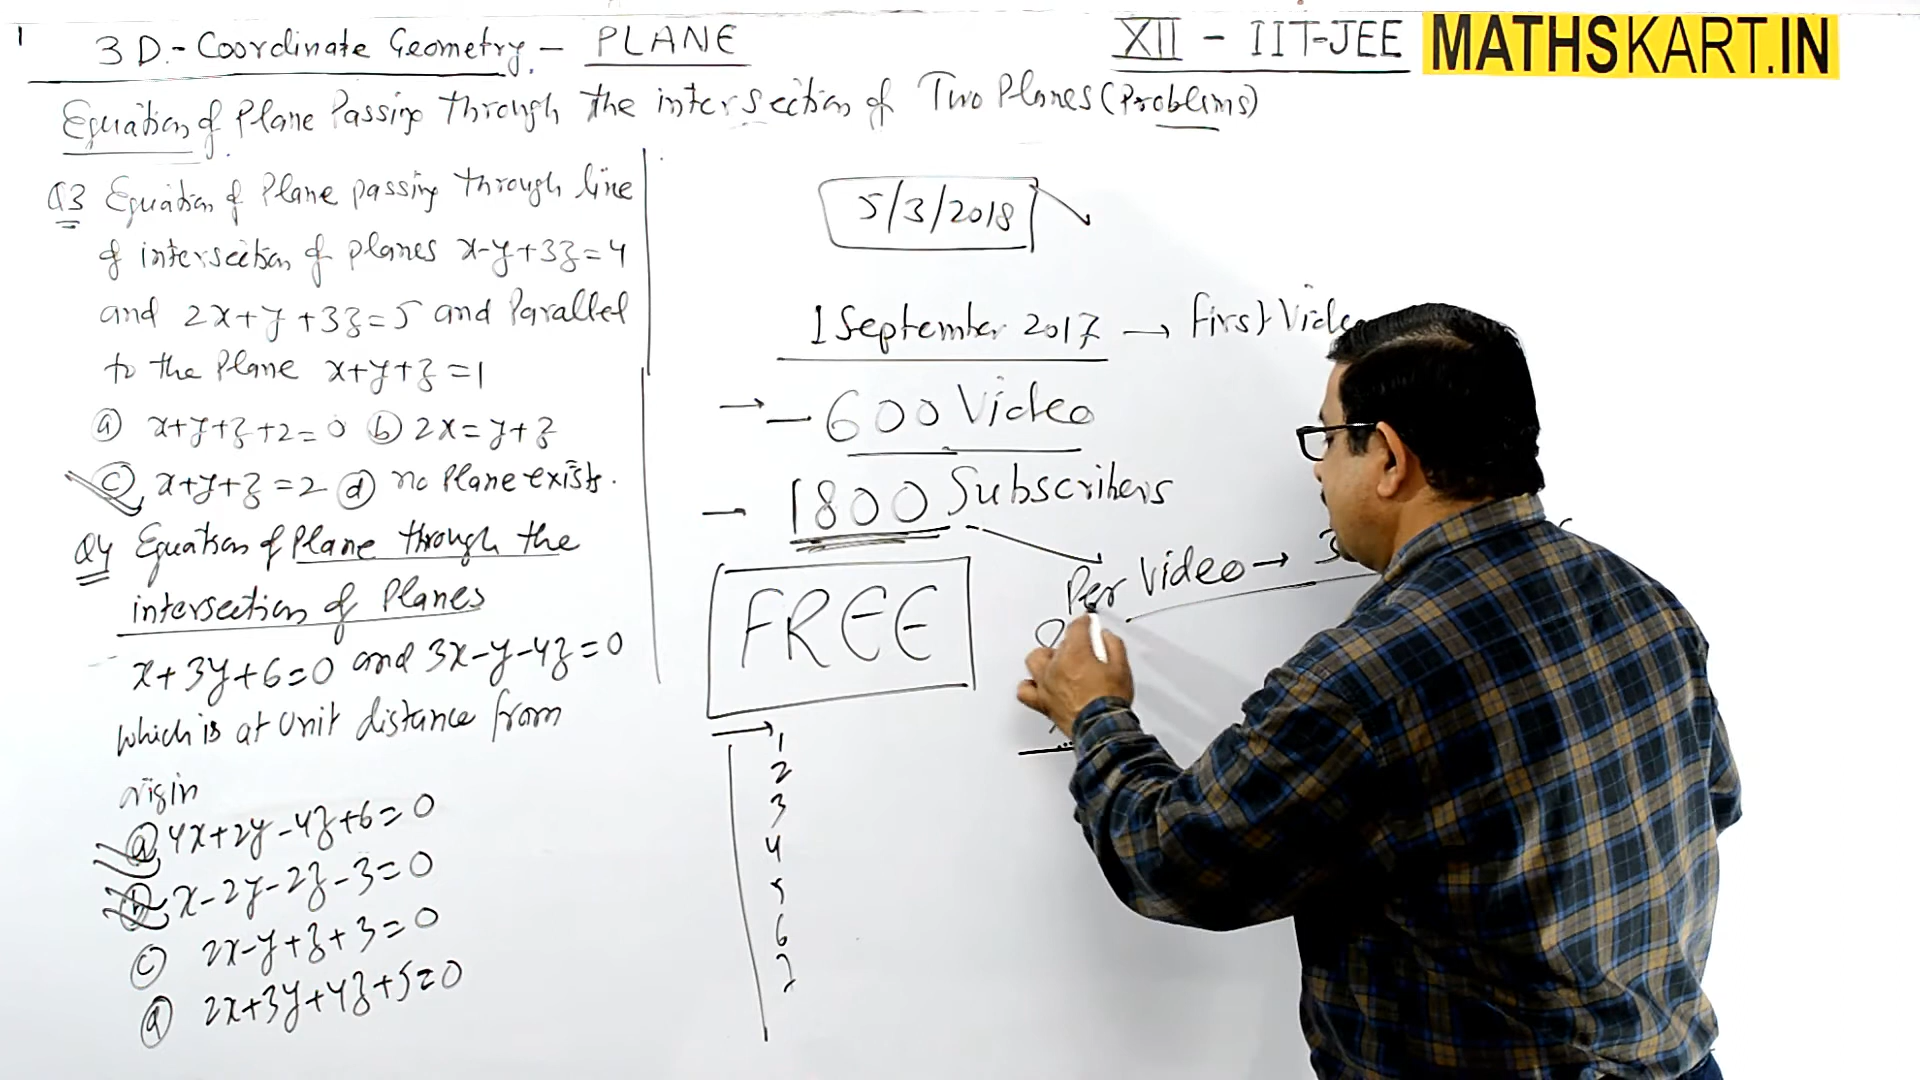 1
3D.-Coordinate Geometry - PLANE
XII - IIT-JEE
MATHSKART.IN
Equation of Plane Passing through the intersection of Two Planes (Problems)
Q3 Equation of Plane passing through line
of intersection of planes x-y+3z=4
and 2x+y+3z=5 and Parallel
to the Plane x+y+z=1
(a) x+y+z+2=0 (b) 2x=y+z
(c) x+y+z=2 (d) no Plane exists.
Q4 Equation of Plane through the
intersection of Planes
x+3y+6=0 and 3x-y-4z=0
which is at Unit distance from
origin
(a) 4x+2y-4z+6=0
(b) x-2y-2z-3=0
(c) 2x-y+z+3=0
(d) 2x+3y+4z+5=0
5/3/2018
1 September 2017 → First Video
→ - 600 Video
- 1800 Subscribers
Per Video → 3
FREE
1
2
3
4
5
6
7